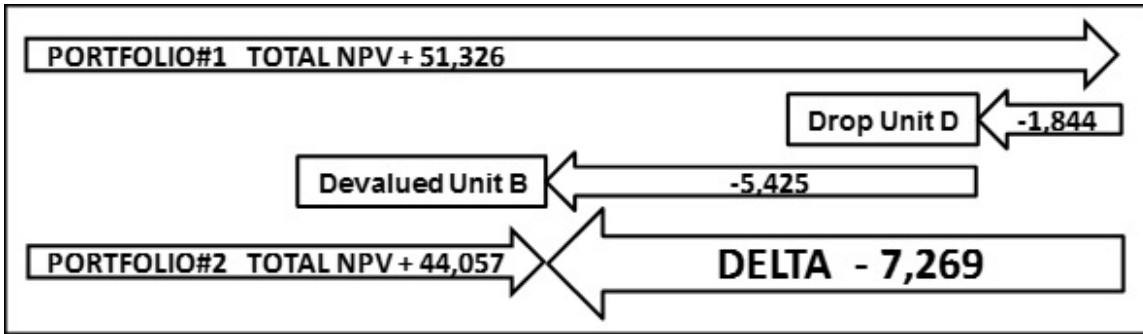 PORTFOLIO#1 TOTAL NPV + 51,326
Drop Unit D -1,844
Devalued Unit B -5,425
PORTFOLIO#2 TOTAL NPV + 44,057 DELTA - 7,269